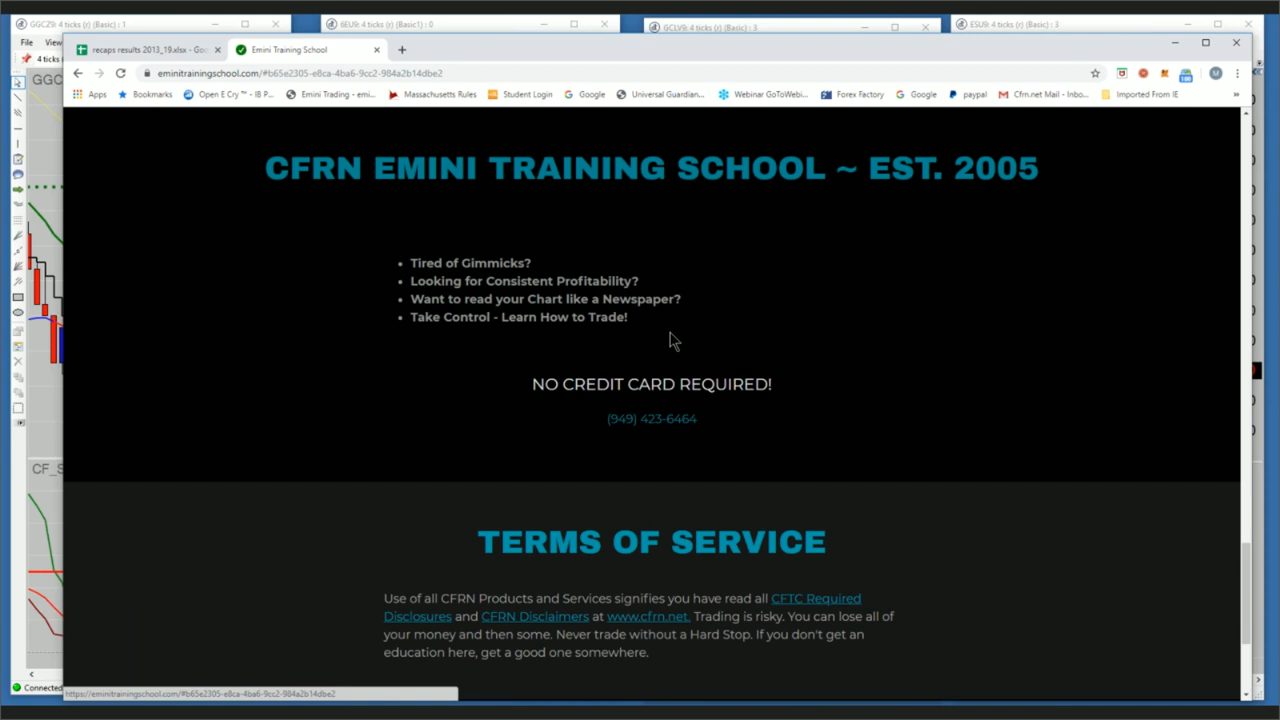 GGCZ9: 4 ticks (r) (Basic) : 1
6EU9: 4 ticks (r) (Basic1) : 0
GCLV9: 4 ticks (r) (Basic) : 3
ESU9: 4 ticks (r) (Basic) : 3
File View
recaps results 2013_19.xlsx - Goo
Emini Training School
4 ticks
eminitrainingschool.com/#b65e2305-e8ca-4ba6-9cc2-984a2b14dbe2
GGC
Apps Bookmarks Open E Cry ™ - IB P... Emini Trading - emi... Massachusetts Rules Student Login Google Universal Guardian... Webinar GoToWebi... Forex Factory Google paypal Cfrn.net Mail - Inbo... Imported From IE
CFRN EMINI TRAINING SCHOOL ~ EST. 2005
• Tired of Gimmicks?
• Looking for Consistent Profitability?
• Want to read your Chart like a Newspaper?
• Take Control - Learn How to Trade!
NO CREDIT CARD REQUIRED!
(949) 423-6464
CF_S
TERMS OF SERVICE
Use of all CFRN Products and Services signifies you have read all CFTC Required
Disclosures and CFRN Disclaimers at www.cfrn.net. Trading is risky. You can lose all of
your money and then some. Never trade without a Hard Stop. If you don't get an
education here, get a good one somewhere.
Connected
https://eminitrainingschool.com/#b65e2305-e8ca-4ba6-9cc2-984a2b14dbe2